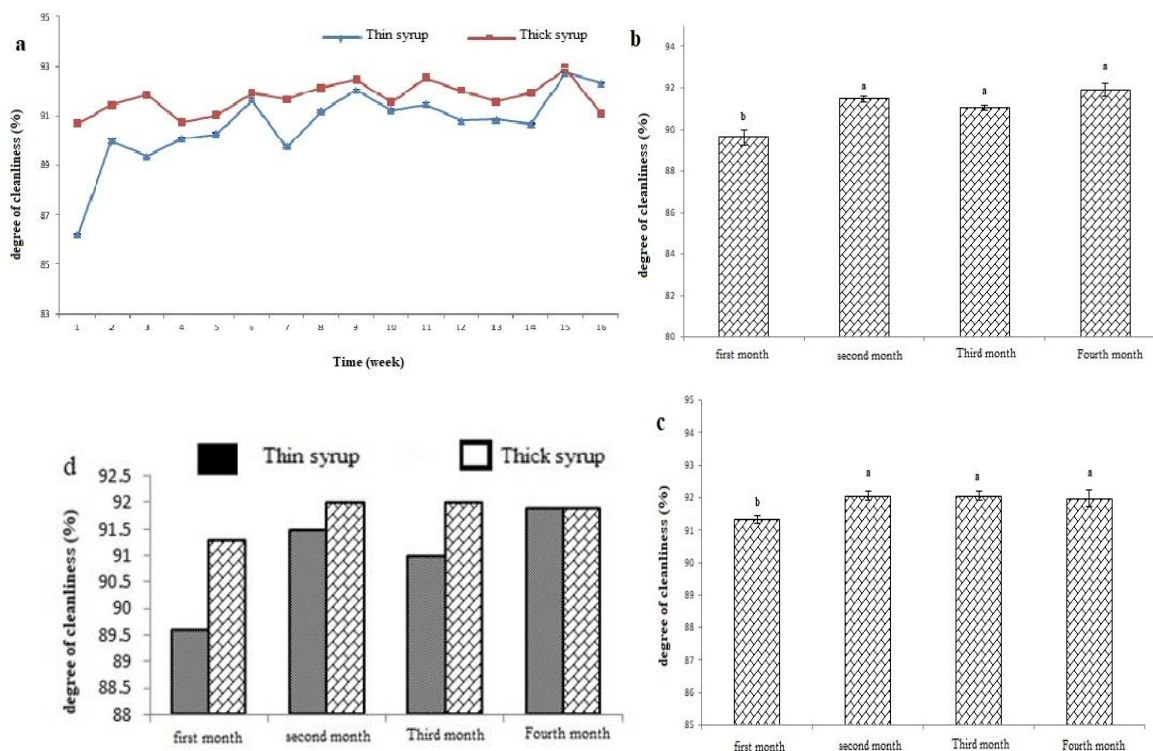 a
Thin syrup
Thick syrup
degree of cleanliness (%)
95
93
91
89
87
85
83
1 2 3 4 5 6 7 8 9 10 11 12 13 14 15 16
Time (week)
b
degree of cleanliness (%)
94
92
90
88
86
84
82
80
b
a
a
a
first month
second month
Third month
Fourth month
d
Thin syrup
Thick syrup
degree of cleanliness (%)
92.5
92
91.5
91
90.5
90
89.5
89
88.5
88
first month
second month
Third month
Fourth month
c
degree of cleanliness (%)
95
94
93
92
91
90
89
88
87
86
85
b
a
a
a
first month
second month
Third month
Fourth month